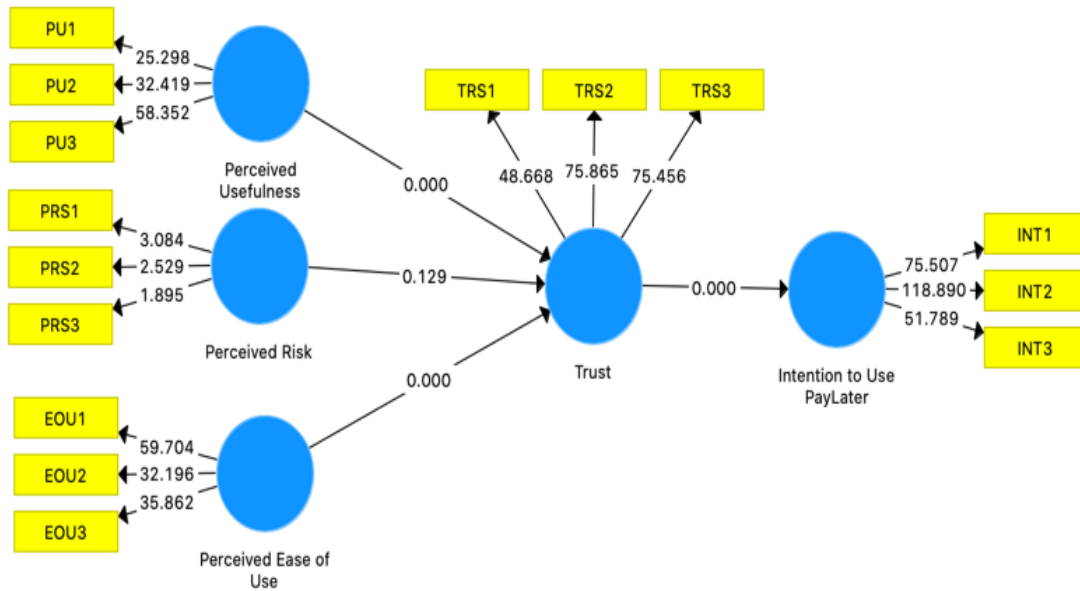 PU1
25.298
PU2
32.419
58.352
PU3
Perceived
Usefulness
PRS1
3.084
PRS2
2.529
1.895
PRS3
Perceived Risk
EOU1
59.704
EOU2
32.196
35.862
EOU3
Perceived Ease of
Use
0.000
0.129
0.000
TRS1
TRS2
TRS3
48.668
75.865
75.456
Trust
0.000
Intention to Use
PayLater
75.507
118.890
51.789
INT1
INT2
INT3